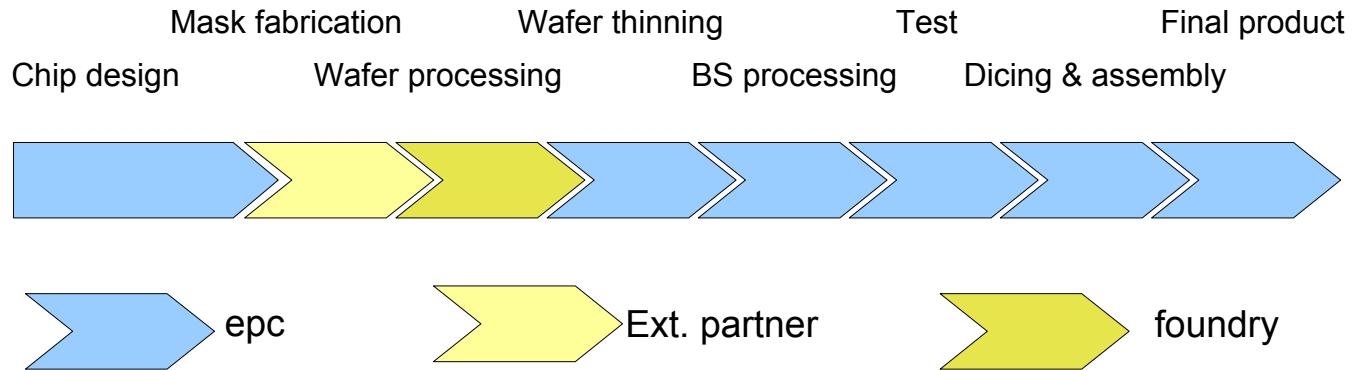 Mask fabrication Wafer thinning Test Final product
Chip design Wafer processing BS processing Dicing & assembly
epc Ext. partner foundry